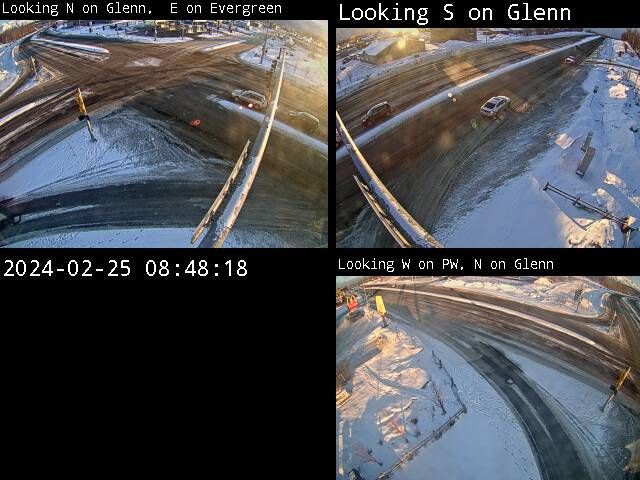 Looking N on Glenn,  E on Evergreen
Looking S on Glenn
2024-02-25 08:48:18
Looking W on PW, N on Glenn